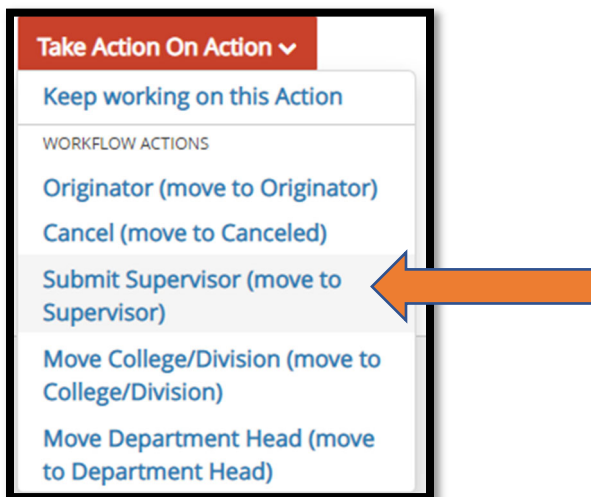 Take Action On Action
Keep working on this Action
WORKFLOW ACTIONS
Originator (move to Originator)
Cancel (move to Canceled)
Submit Supervisor (move to
Supervisor)
Move College/Division (move to
College/Division)
Move Department Head (move
to Department Head)